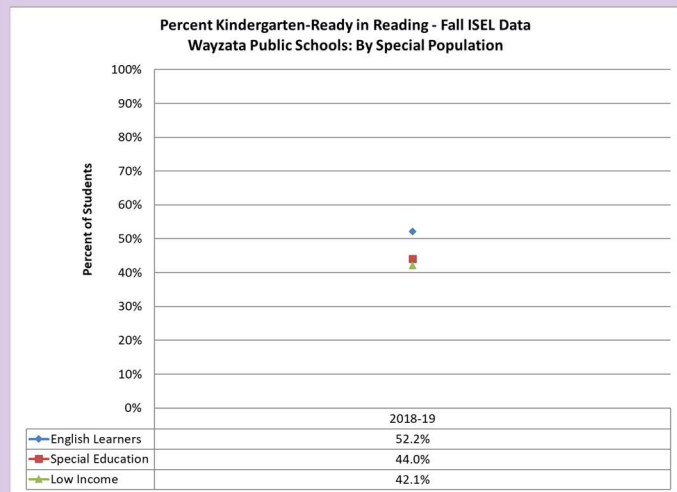 Percent Kindergarten-Ready in Reading - Fall ISEL Data
Wayzata Public Schools: By Special Population
100%
90%
80%
70%
60%
50%
40%
30%
20%
10%
0%
Percent of Students
2018-19
English Learners 52.2%
Special Education 44.0%
Low Income 42.1%